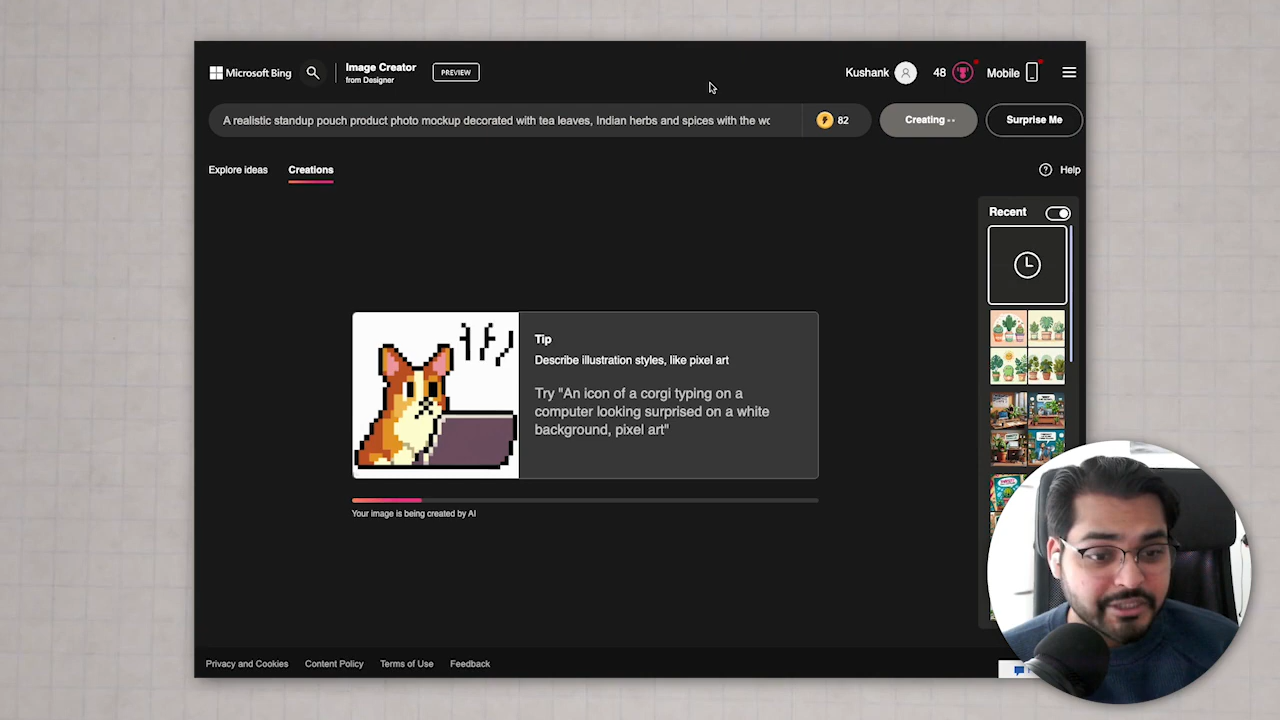 Microsoft Bing
Image Creator
from Designer
PREVIEW
Kushank
48
Mobile
A realistic standup pouch product photo mockup decorated with tea leaves, Indian herbs and spices with the wo
82
Creating
Surprise Me
Explore ideas
Creations
Help
Recent
Tip
Describe illustration styles, like pixel art
Try "An icon of a corgi typing on a
computer looking surprised on a white
background, pixel art"
Your image is being created by AI
Privacy and Cookies
Content Policy
Terms of Use
Feedback